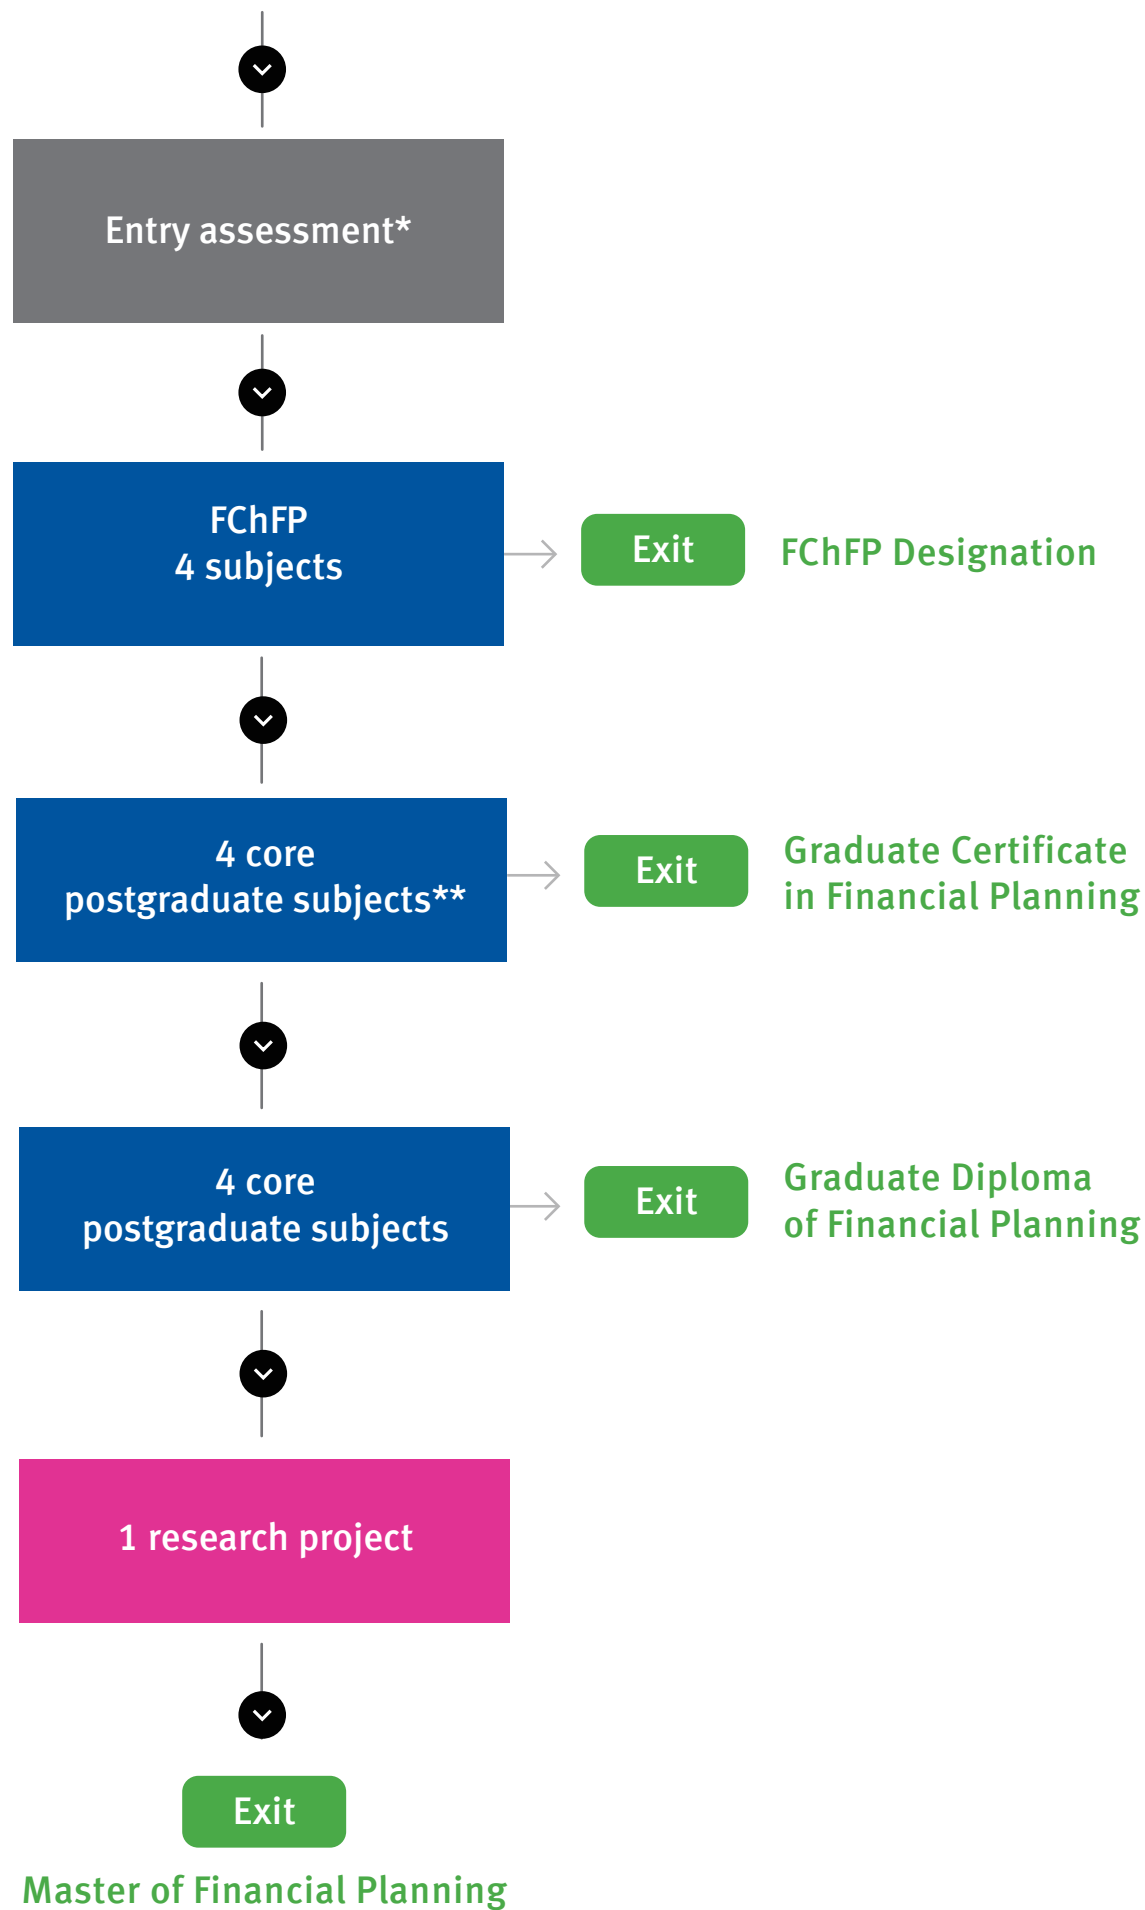 Entry assessment*
FChFP
4 subjects
Exit
FChFP Designation
4 core
postgraduate subjects**
Exit
Graduate Certificate
in Financial Planning
4 core
postgraduate subjects
Exit
Graduate Diploma
of Financial Planning
1 research project
Exit
Master of Financial Planning